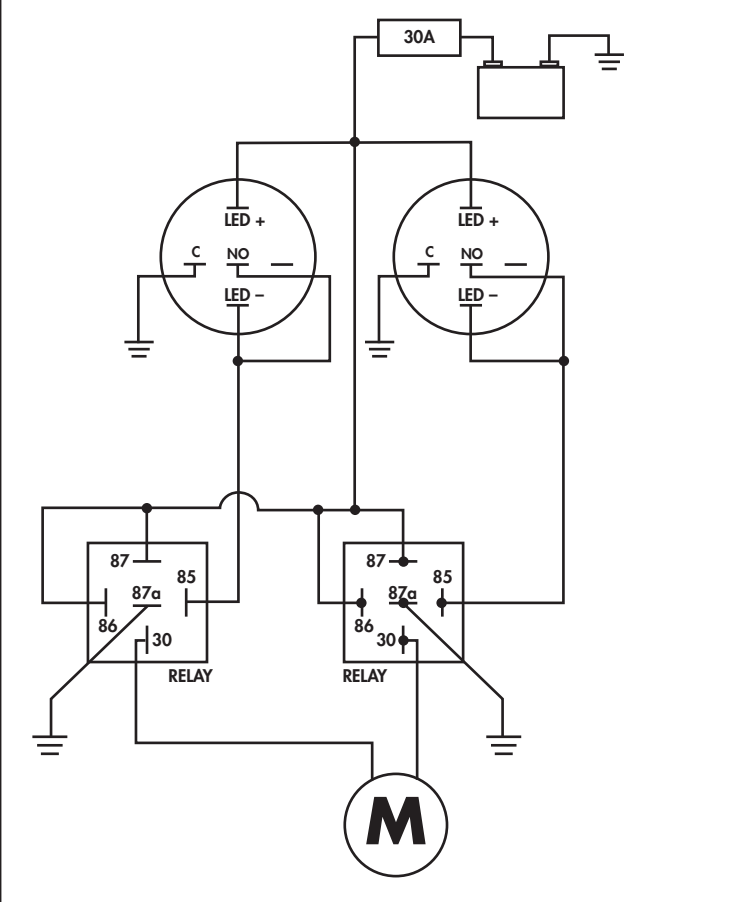 30A
LED +
C NO
LED –
LED +
C NO
LED –
87
85
87a
86
30
RELAY
87
85
87a
86
30
RELAY
M